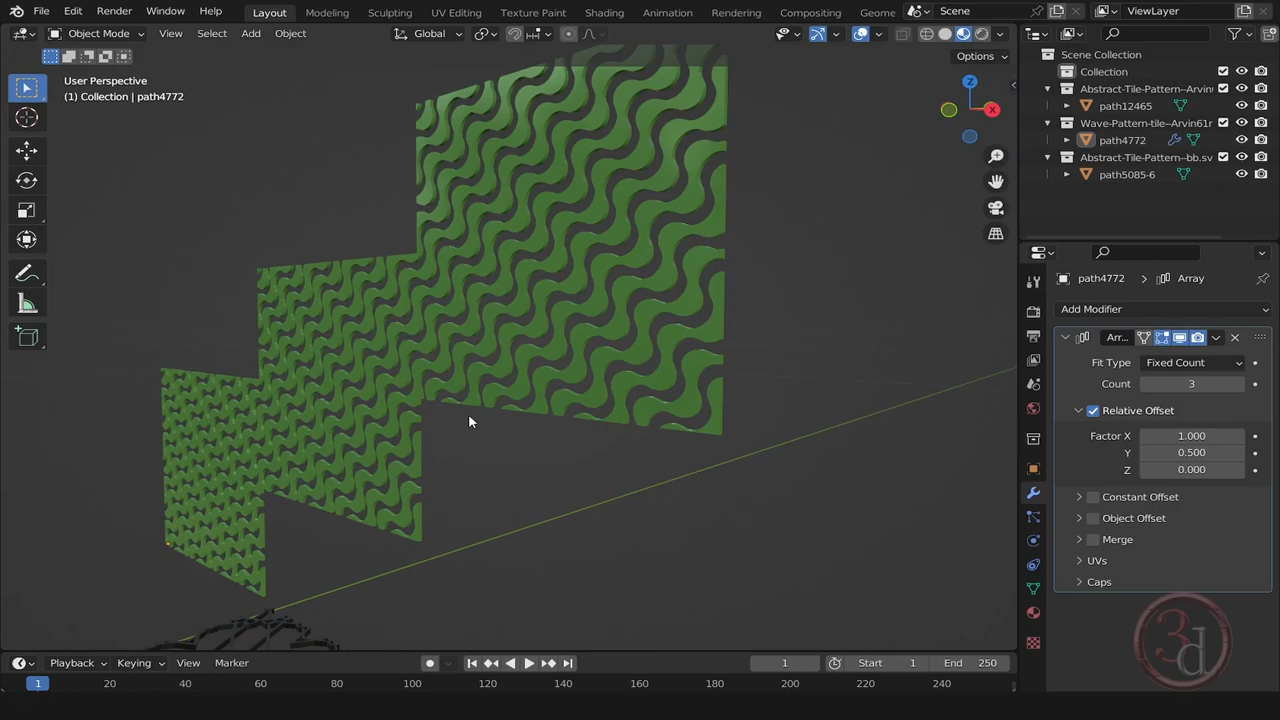 File Edit Render Window Help Layout Modeling Sculpting UV Editing Texture Paint Shading Animation Rendering Compositing Geome Scene ViewLayer
Object Mode View Select Add Object Global
Options
User Perspective
(1) Collection | path4772
Z
X
Scene Collection
Collection
Abstract-Tile-Pattern--Arvin
path12465
Wave-Pattern-tile--Arvin61r
path4772
Abstract-Tile-Pattern--bb.sv
path5085-6
path4772 > Array
Add Modifier
Arr...
Fit Type Fixed Count
Count 3
Relative Offset
Factor X 1.000
Y 0.500
Z 0.000
Constant Offset
Object Offset
Merge
UVs
Caps
3d
Playback Keying View Marker 1 Start 1 End 250
1 20 40 60 80 100 120 140 160 180 200 220 240